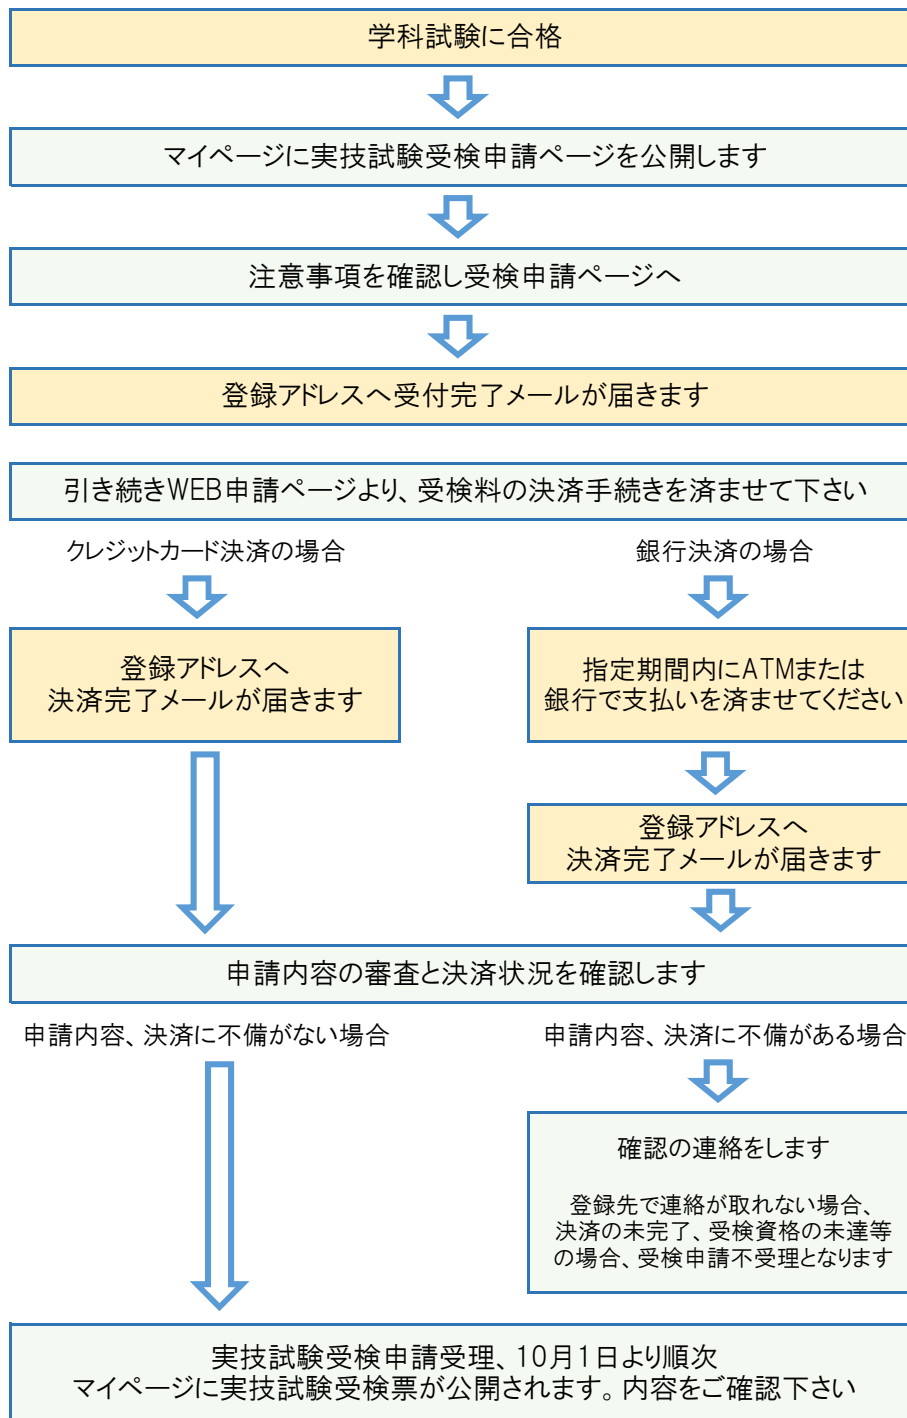 学科試験に合格
マイページに実技試験受検申請ページを公開します
注意事項を確認し受検申請ページへ
登録アドレスへ受付完了メールが届きます
引き続きWEB申請ページより、受検料の決済手続きを済ませて下さい
クレジットカード決済の場合
銀行決済の場合
登録アドレスへ
決済完了メールが届きます
指定期間内にATMまたは
銀行で支払いを済ませてください
登録アドレスへ
決済完了メールが届きます
申請内容の審査と決済状況を確認します
申請内容、決済に不備がない場合
申請内容、決済に不備がある場合
確認の連絡をします
登録先で連絡が取れない場合、
決済の未完了、受検資格の未達等
の場合、受検申請不受理となります
実技試験受検申請受理、10月1日より順次
マイページに実技試験受検票が公開されます。内容をご確認下さい